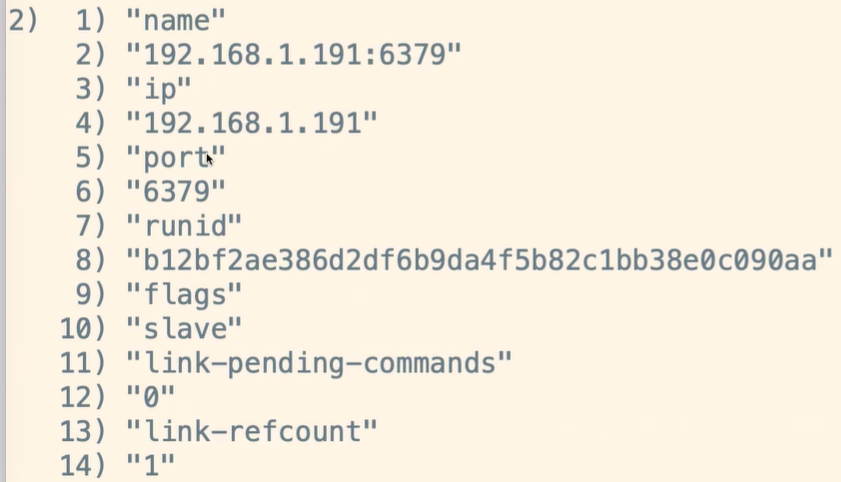 2) 1) "name"
2) "192.168.1.191:6379"
3) "ip"
4) "192.168.1.191"
5) "port"
6) "6379"
7) "runid"
8) "b12bf2ae386d2df6b9da4f5b82c1bb38e0c090aa"
9) "flags"
10) "slave"
11) "link-pending-commands"
12) "0"
13) "link-refcount"
14) "1"